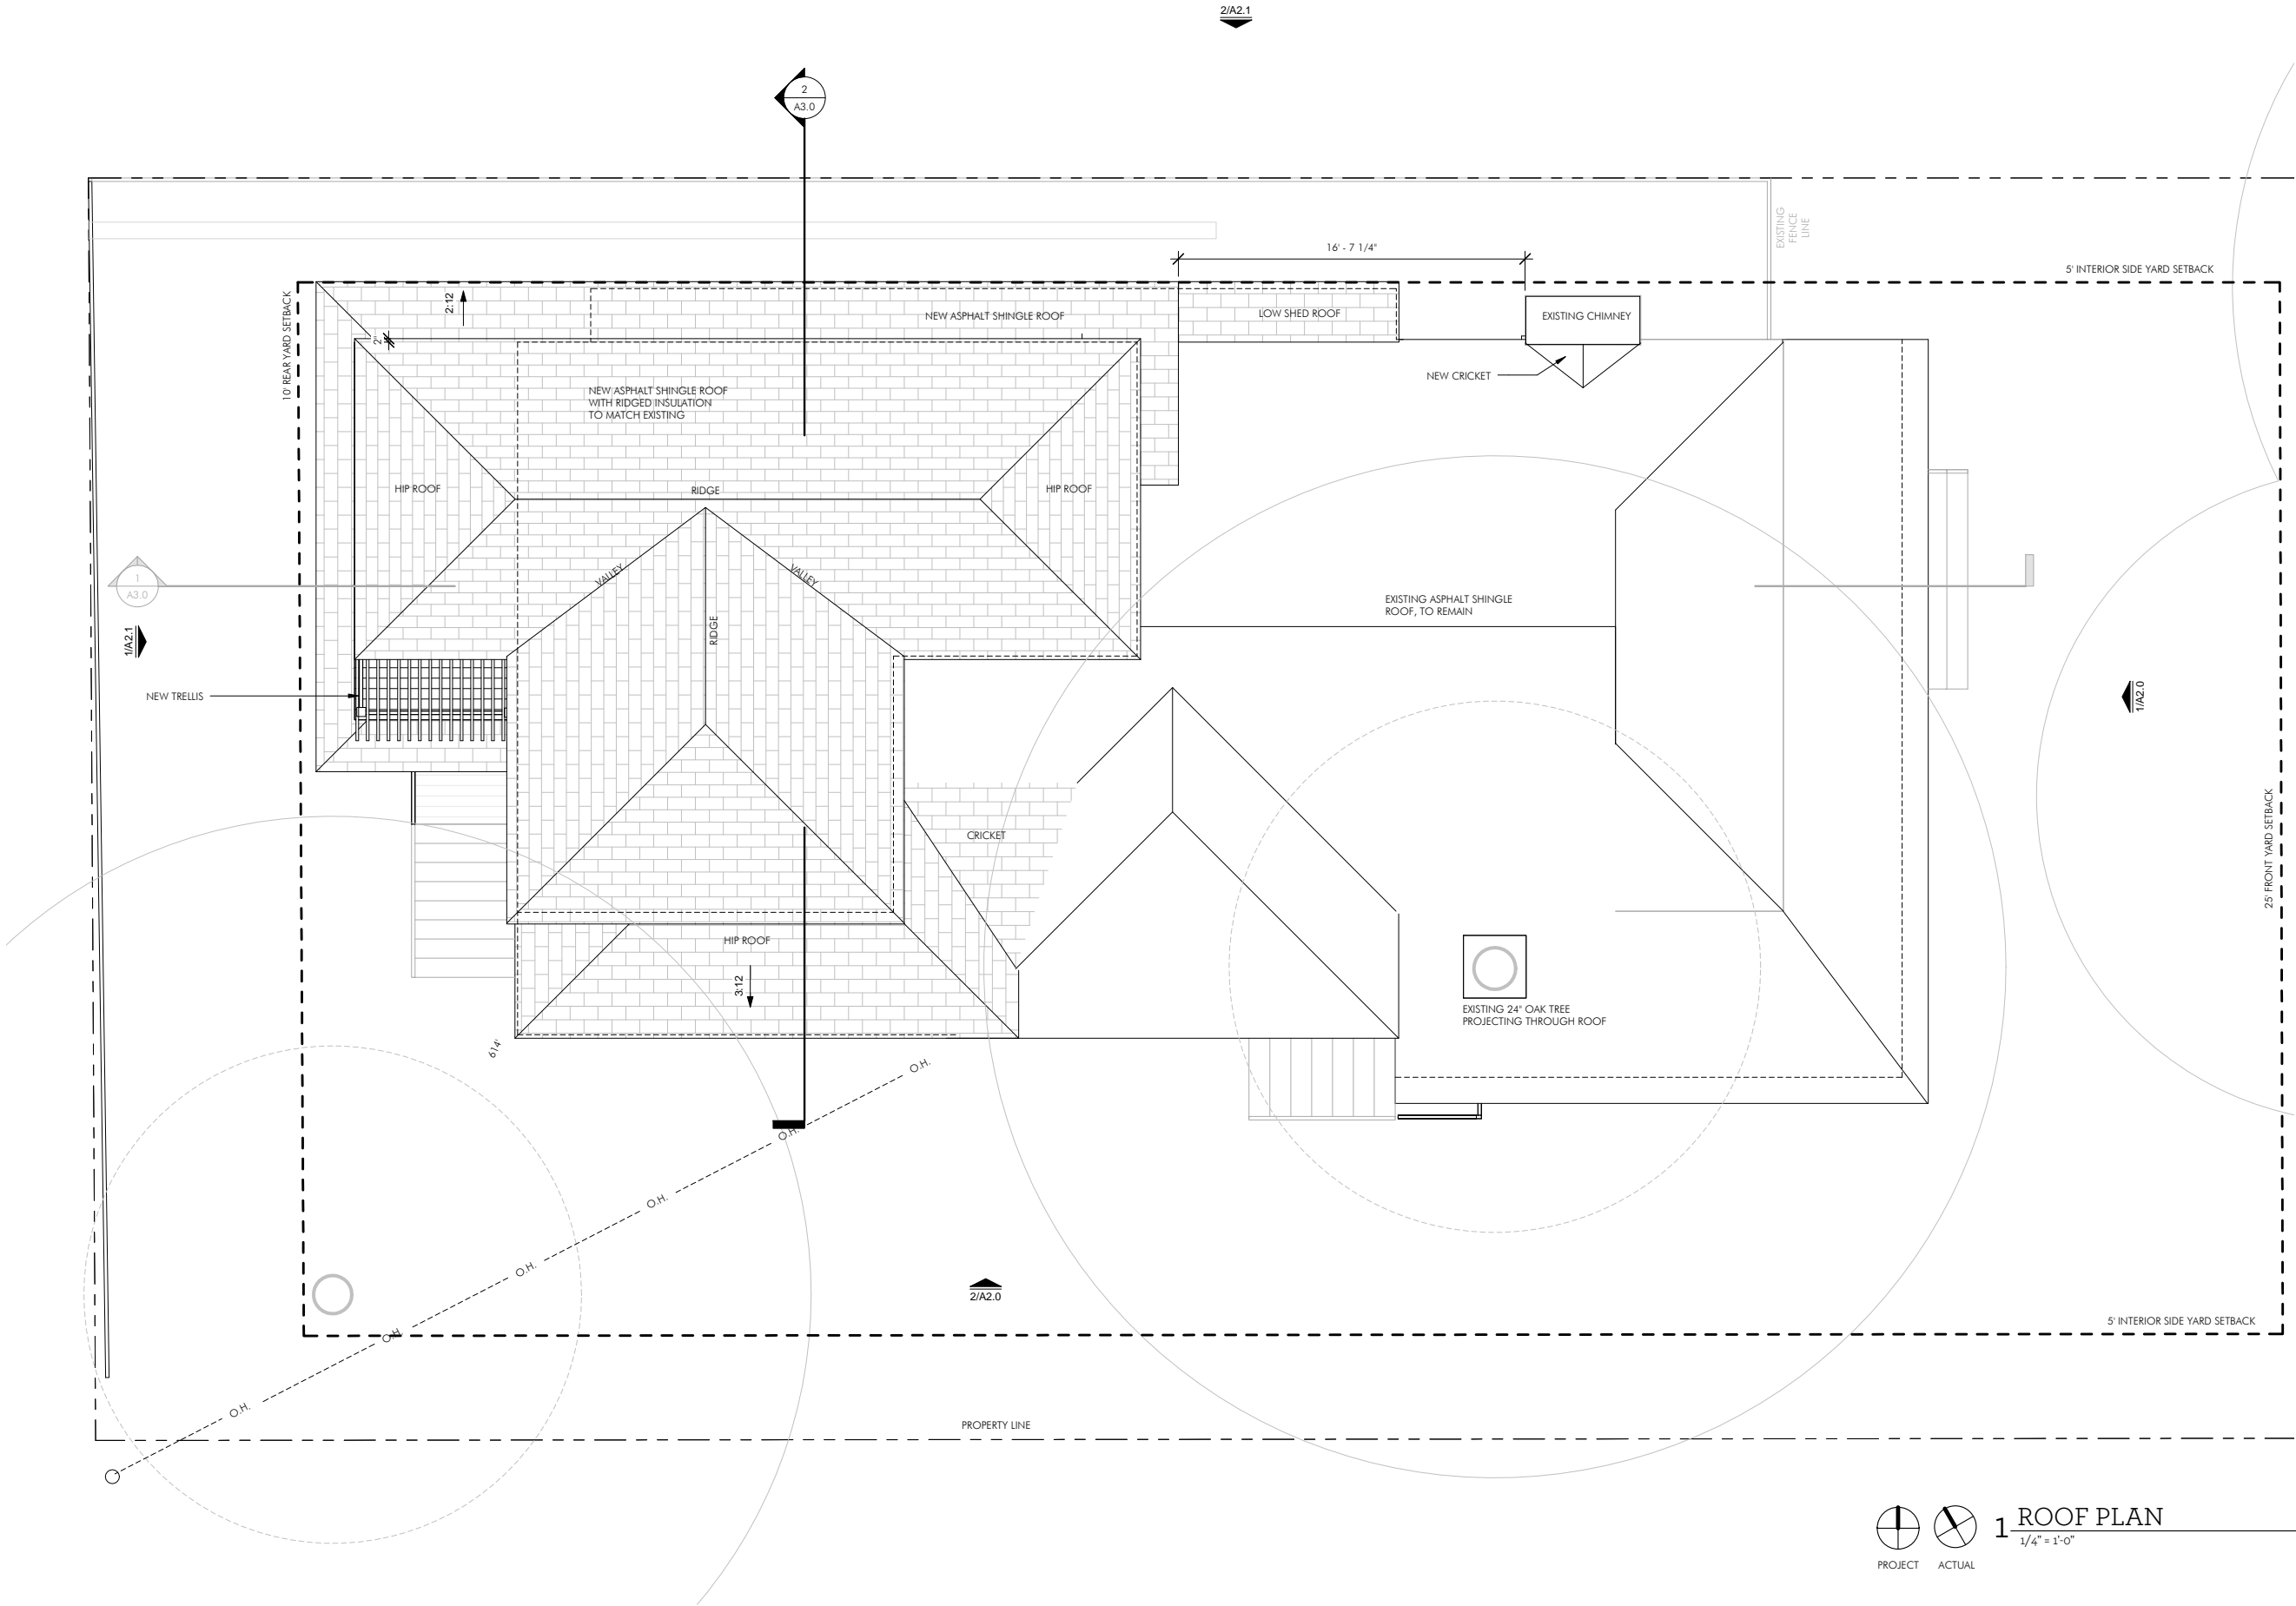 2/A2.1
2
A3.0
EXISTING
FENCE
LINE
16' - 7 1/4"
5' INTERIOR SIDE YARD SETBACK
10' REAR YARD SETBACK
2:12
NEW ASPHALT SHINGLE ROOF
LOW SHED ROOF
EXISTING CHIMNEY
2'
NEW CRICKET
NEW ASPHALT SHINGLE ROOF
WITH RIDGED INSULATION
TO MATCH EXISTING
HIP ROOF
RIDGE
HIP ROOF
1
A3.0
VALLEY
VALLEY
EXISTING ASPHALT SHINGLE
ROOF, TO REMAIN
1/A2.1
RIDGE
NEW TRELLIS
1/A2.0
CRICKET
25' FRONT YARD SETBACK
HIP ROOF
3:12
EXISTING 24" OAK TREE
PROJECTING THROUGH ROOF
614'
O.H.
O.H.
O.H.
O.H.
O.H.
O.H.
2/A2.0
5' INTERIOR SIDE YARD SETBACK
PROPERTY LINE
1 ROOF PLAN
1/4" = 1'-0"
PROJECT
ACTUAL